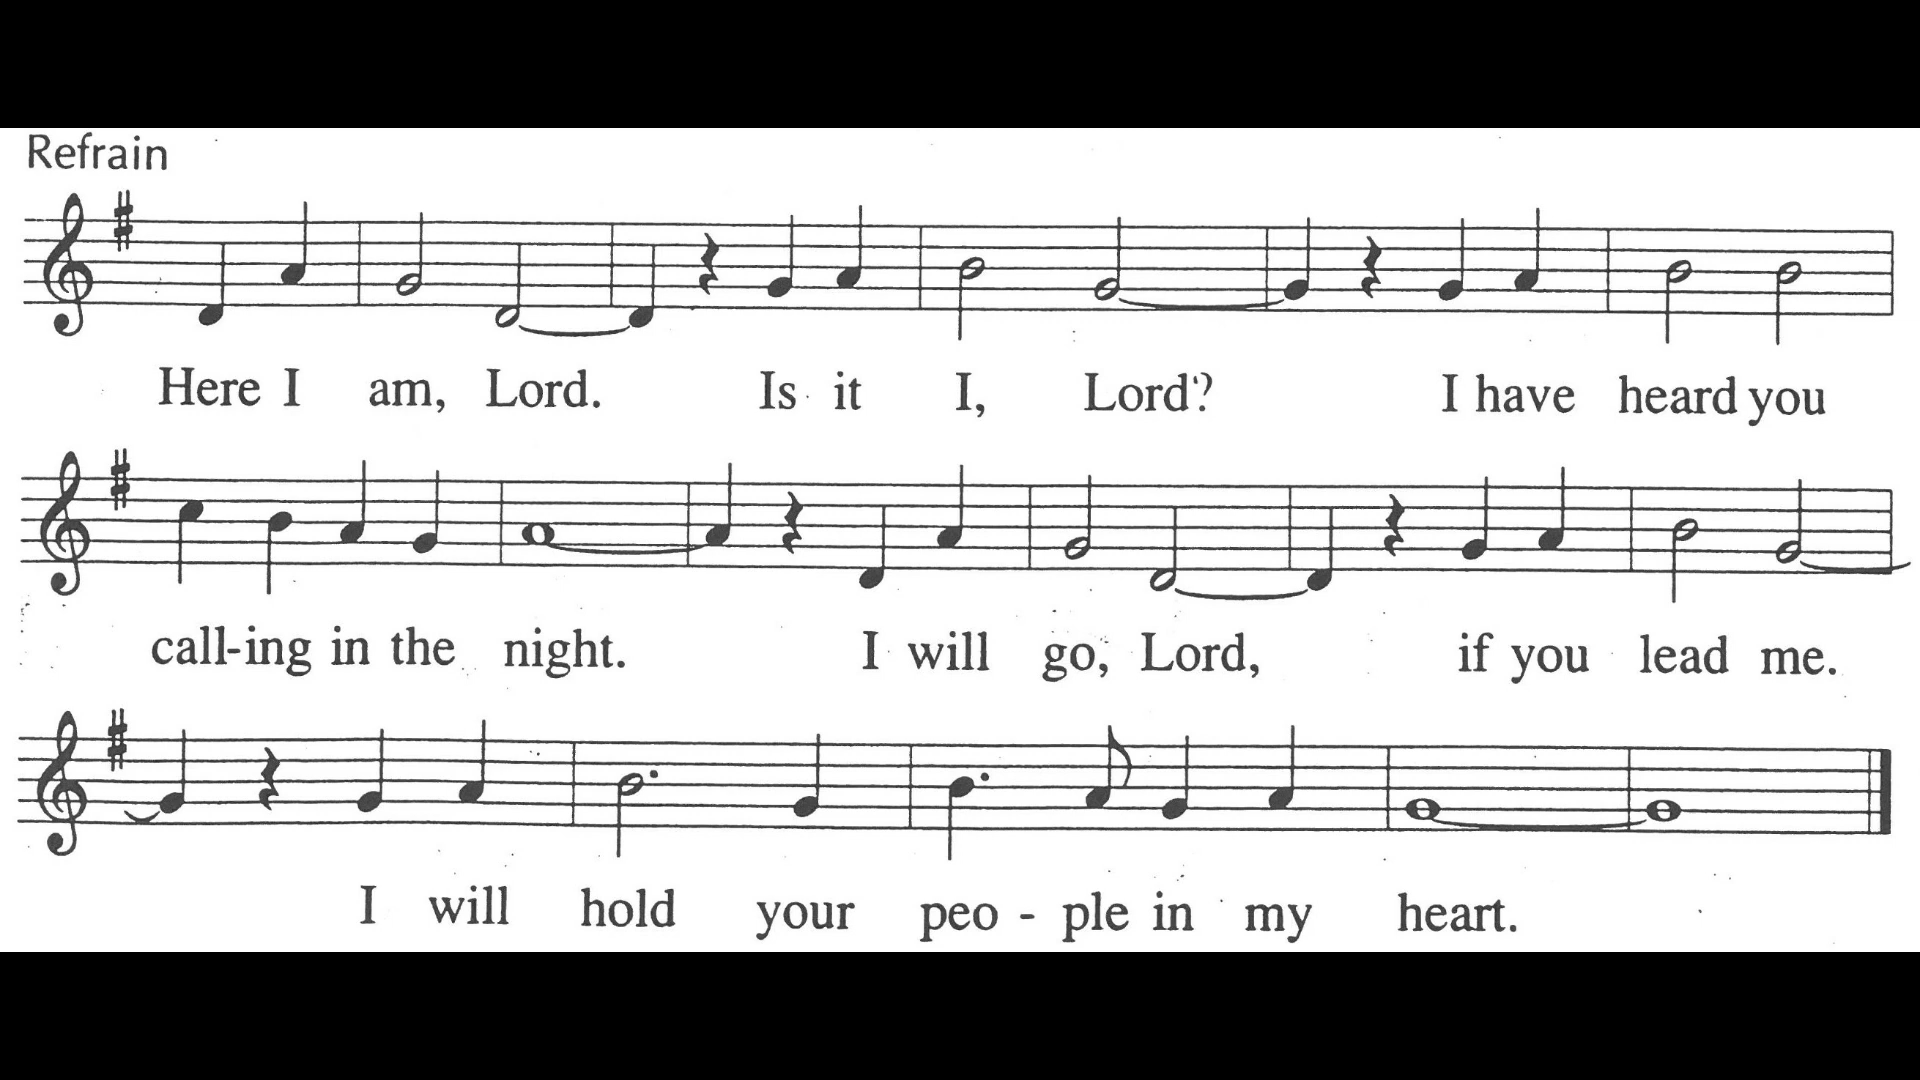 Refrain
Here I am, Lord. Is it I, Lord? I have heard you
call-ing in the night. I will go, Lord, if you lead me.
I will hold your peo - ple in my heart.